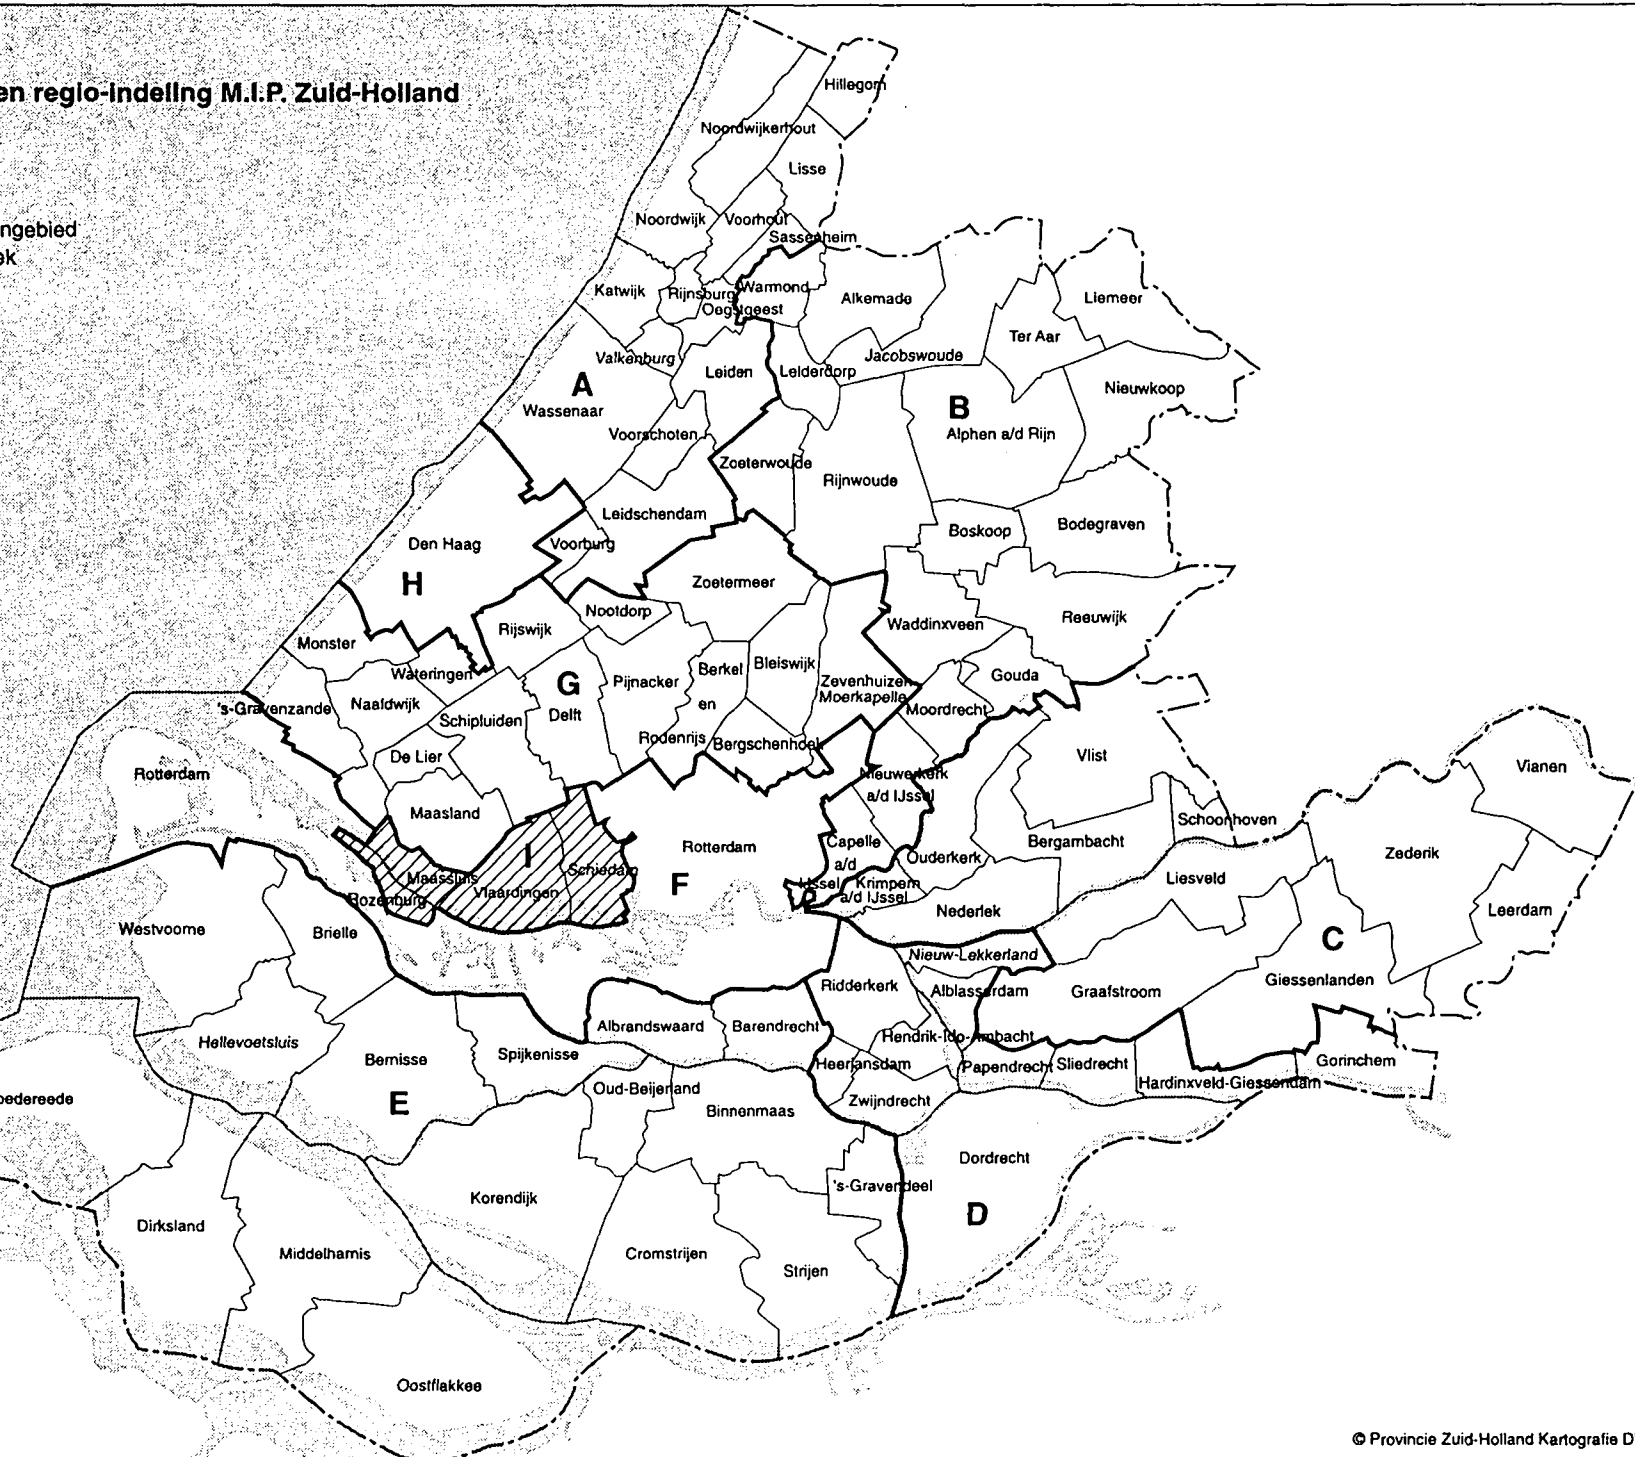 en regio-indeling M.I.P. Zuid-Holland
Hillegom
Noordwijkerhout
Lisse
Noordwijk
Voorhout
ngebied
Sassenheim
ek
Katwijk
Rijnsburg
Warmond
Alkemade
Liemeer
Oegstgeest
Ter Aar
Valkenburg
Jacobswoude
Leiden
Leiderdorp
A
Nieuwkoop
Wassenaar
B
Voorschoten
Alphen a/d Rijn
Zoeterwoude
Rijnwoude
Leidschendam
Bodegraven
Boskoop
Den Haag
Voorburg
H
Zoetermeer
Nootdorp
Reeuwijk
Waddinxveen
Rijswijk
Monster
Bleiswijk
Berkel
en
Rodenrijs
Wateringen
Gouda
Pijnacker
G
Zevenhuizen
Moerkapelle
Naaldwijk
's-Gravenzande
Moordrecht
Delft
Schipluiden
Bergschenhoek
De Lier
Vlist
Vianen
Rotterdam
Nieuwerkerk
a/d IJssel
Maasland
Schoonhoven
Bergambacht
Capelle
a/d
IJssel
Rotterdam
Zederik
Ouderkerk
I
Schiedam
Maassluis
Liesveld
F
Krimpen
a/d IJssel
Vlaardingen
Rozenburg
Nederlek
Leerdam
Westvoorne
Brielle
C
Nieuw-Lekkerland
Giessenlanden
Ridderkerk
Alblasserdam
Graafstroom
Albrandswaard
Barendrecht
Hendrik-Ido-Ambacht
Hellevoetsluis
Spijkenisse
Bernisse
Heerjansdam
Papendrecht
Sliedrecht
Gorinchem
Hardinxveld-Giessendam
Oud-Beijerland
oedereede
E
Zwijndrecht
Binnenmaas
Dordrecht
's-Gravendeel
Korendijk
D
Dirksland
Middelharnis
Cromstrijen
Strijen
Oostflakkee
© Provincie Zuid-Holland Kartografie D